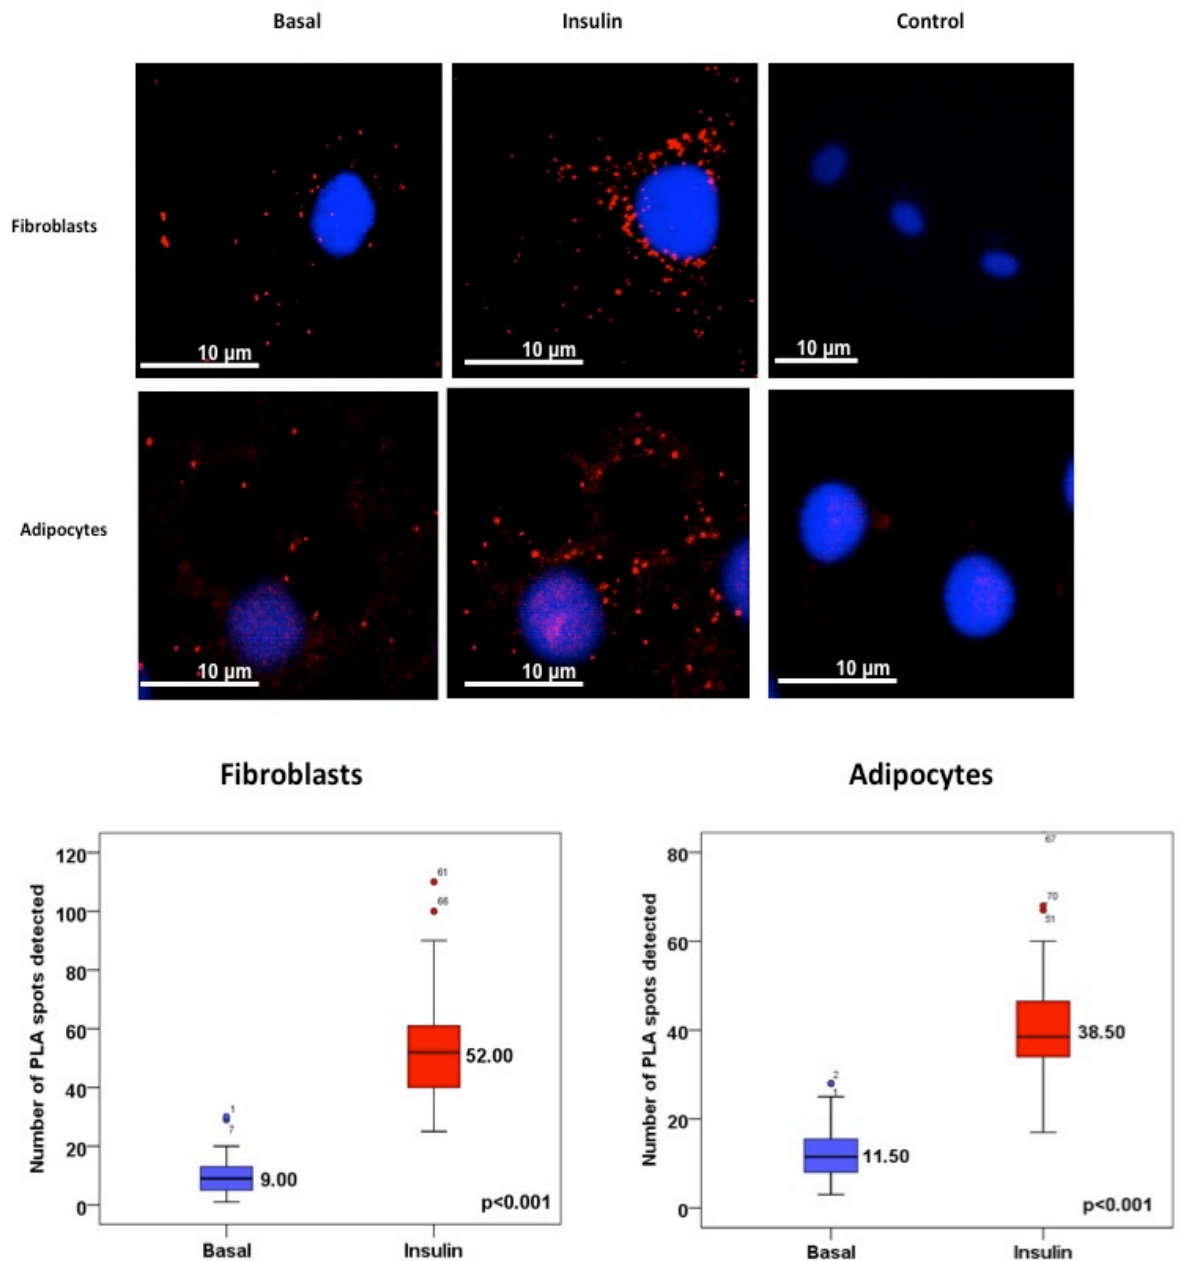 Basal Insulin Control
Fibroblasts
10 µm 10 µm 10 µm
Adipocytes
10 µm 10 µm 10 µm
Fibroblasts Adipocytes
Number of PLA spots detected
120
100
80
60
40
20
0
61
66
52.00
1
7
9.00
p<0.001
Basal Insulin
Number of PLA spots detected
80
60
40
20
0
67
70
51
38.50
2
1
11.50
p<0.001
Basal Insulin